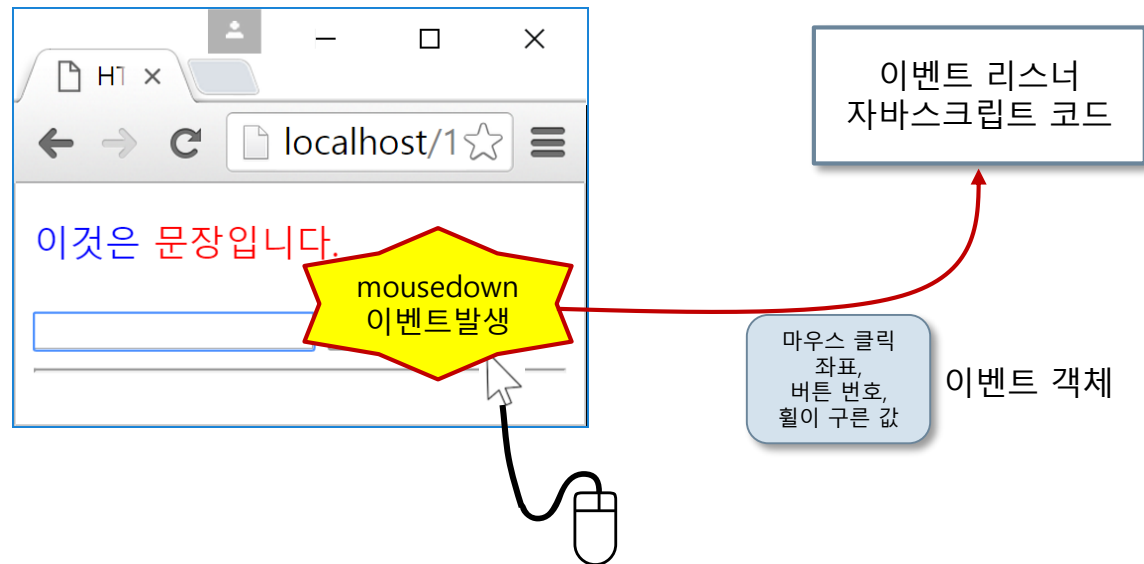 HT
localhost/1
이것은 문장입니다.
mousedown
이벤트발생
이벤트 리스너
자바스크립트 코드
마우스 클릭
좌표,
버튼 번호,
휠이 구른 값
이벤트 객체